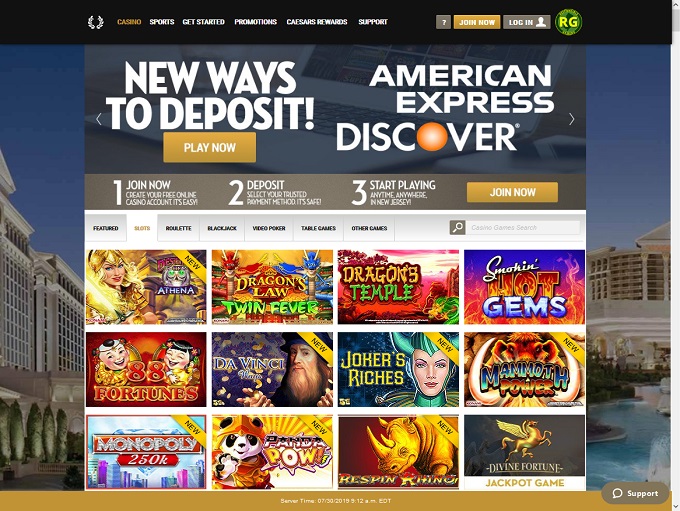 CASINO SPORTS GET STARTED PROMOTIONS CAESARS REWARDS SUPPORT ? JOIN NOW LOG IN RG
NEW WAYS
TO DEPOSIT!
PLAY NOW
AMERICAN
EXPRESS
DISCOVER®
1 JOIN NOW
CREATE YOUR FREE ONLINE
CASINO ACCOUNT. IT'S EASY!
2 DEPOSIT
SELECT YOUR TRUSTED
PAYMENT METHOD. IT'S SAFE!
3 START PLAYING
ANYTIME, ANYWHERE,
IN NEW JERSEY!
JOIN NOW
FEATURED SLOTS ROULETTE BLACKJACK VIDEO POKER TABLE GAMES OTHER GAMES Casino Games Search
ATHENA
NEW
DRAGON'S
LAW
TWIN FEVER
DRAGON'S
TEMPLE
Smokin'
HOT
GEMS
88
FORTUNES
DA VINCI
NEW
JOKER'S
RICHES
NEW
MAMMOTH
POWER
NEW
MONOPOLY
250K
NEW
PANDA
POW!
NEW
RESPIN RHINO
NEW
DIVINE FORTUNE
JACKPOT GAME
Support
Server Time: 07/30/2019 9:12 a.m. EDT